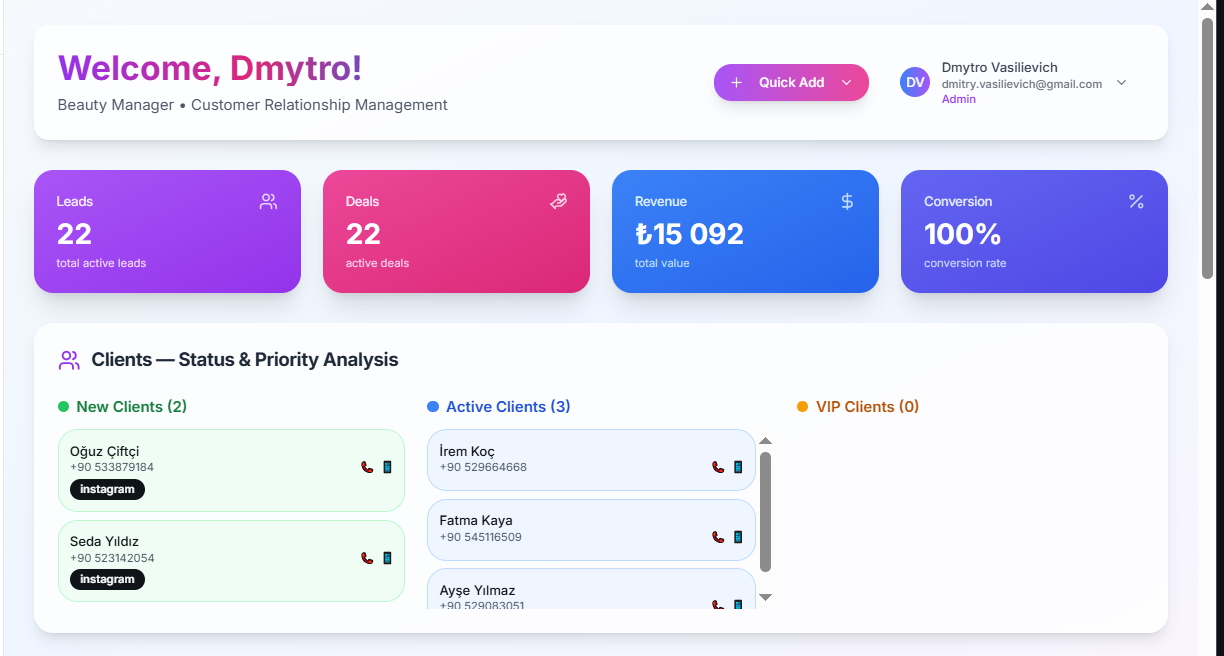 Welcome, Dmytro!
Beauty Manager • Customer Relationship Management
Quick Add
DV
Dmytro Vasilievich
dmitry.vasilievich@gmail.com
Admin
Leads
22
total active leads
Deals
22
active deals
Revenue
₺15 092
total value
Conversion
100%
conversion rate
Clients — Status & Priority Analysis
New Clients (2)
Oğuz Çiftçi
+90 533879184
instagram
Seda Yıldız
+90 523142054
instagram
Active Clients (3)
İrem Koç
+90 529664668
Fatma Kaya
+90 545116509
Ayşe Yılmaz
+90 529083051
VIP Clients (0)